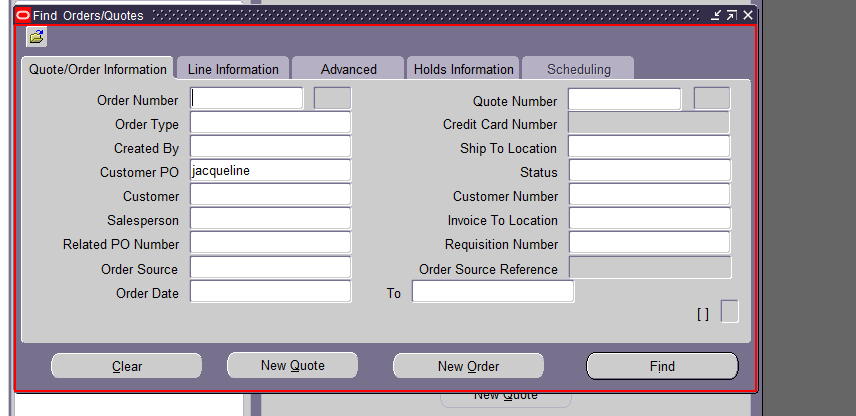 Find Orders/Quotes
Quote/Order Information Line Information Advanced Holds Information Scheduling
Order Number Quote Number
Order Type Credit Card Number
Created By Ship To Location
Customer PO jacqueline Status
Customer Customer Number
Salesperson Invoice To Location
Related PO Number Requisition Number
Order Source Order Source Reference
Order Date To
[ ]
Clear New Quote New Order Find
New Quote